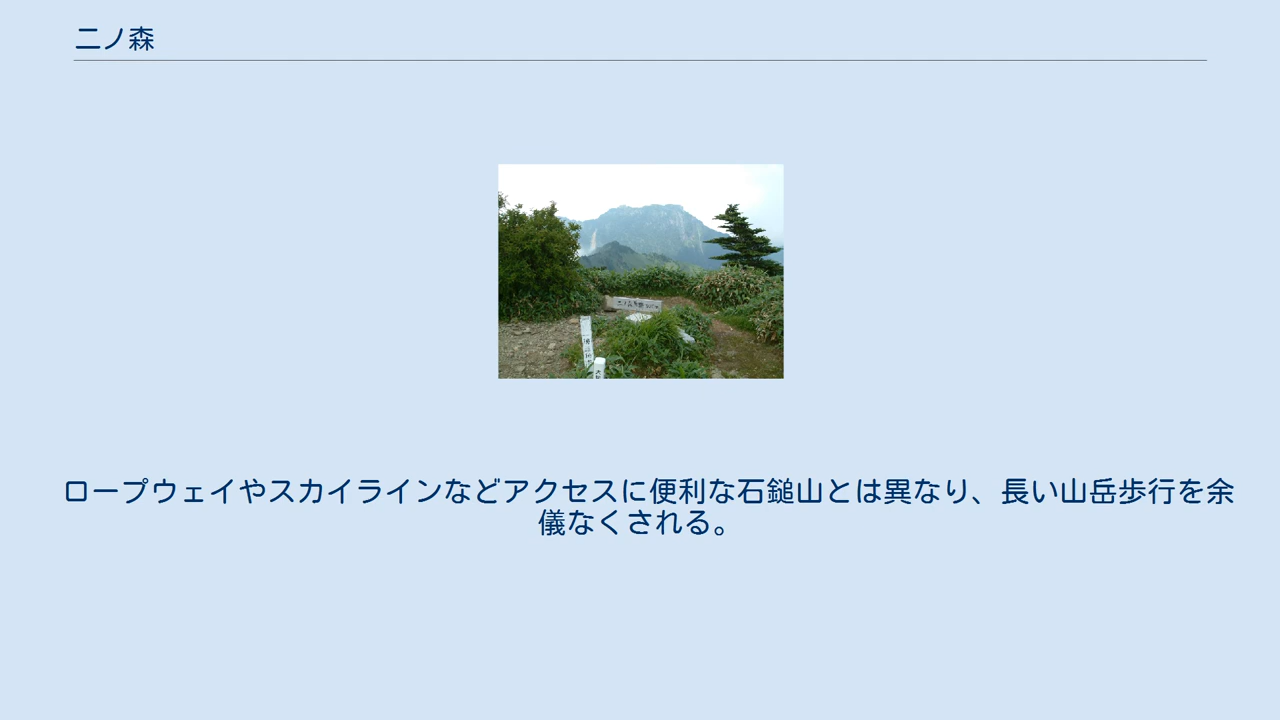 二ノ森
ロープウェイやスカイラインなどアクセスに便利な石鎚山とは異なり、長い山岳歩行を余
儀なくされる。